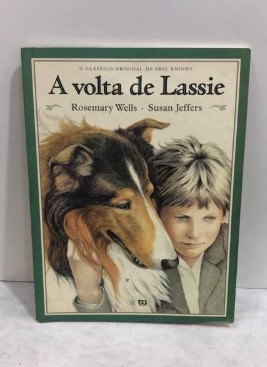 O CLÁSSICO ORIGINAL DE ERIC KNIGHT
A volta de Lassie
Rosemary Wells · Susan Jeffers